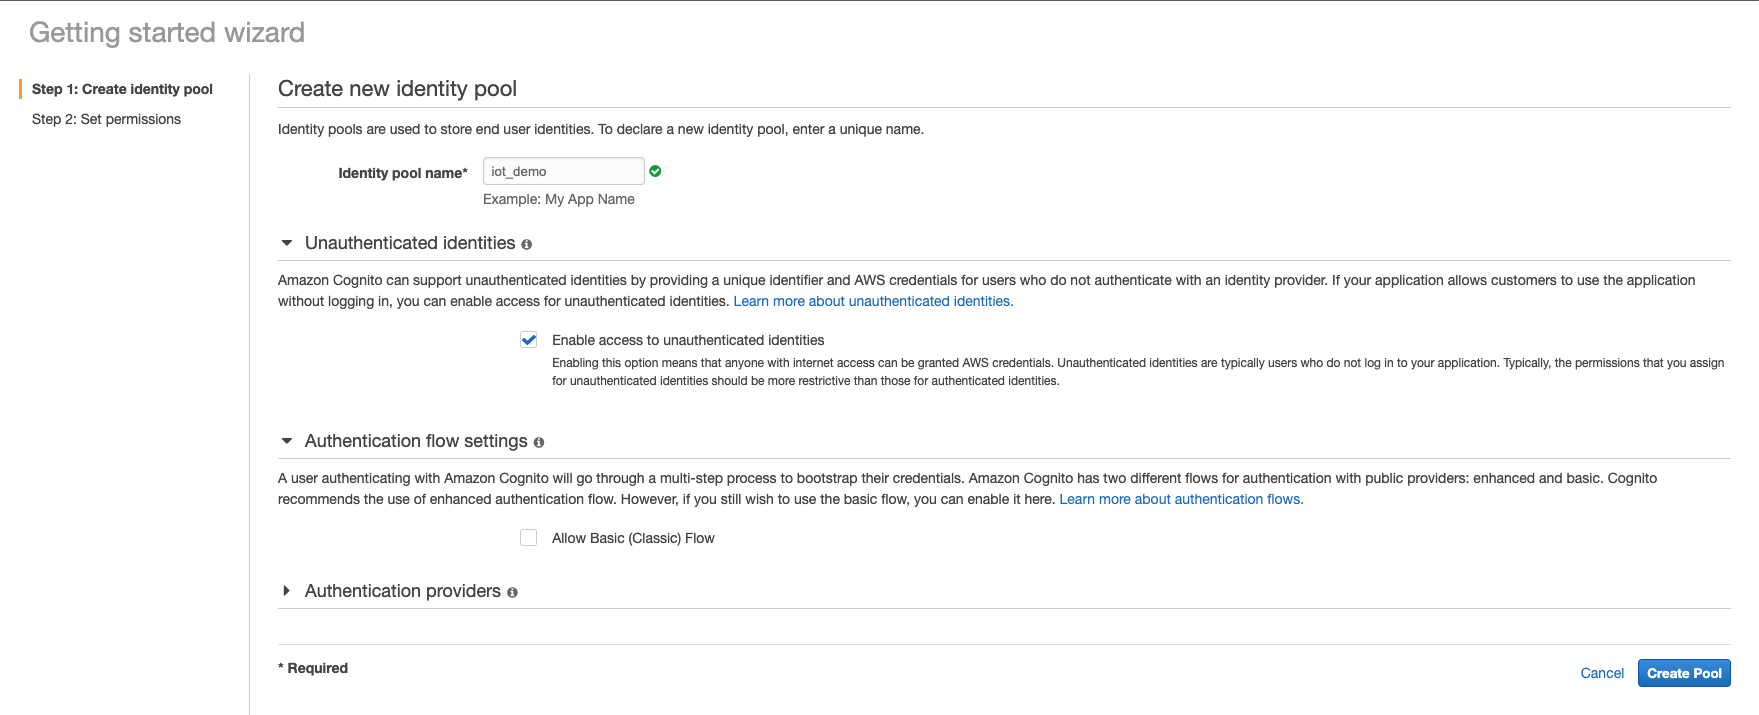 Getting started wizard
Step 1: Create identity pool
Step 2: Set permissions
Create new identity pool
Identity pools are used to store end user identities. To declare a new identity pool, enter a unique name.
Identity pool name*
iot_demo
Example: My App Name
Unauthenticated identities
Amazon Cognito can support unauthenticated identities by providing a unique identifier and AWS credentials for users who do not authenticate with an identity provider. If your application allows customers to use the application
without logging in, you can enable access for unauthenticated identities. Learn more about unauthenticated identities.
Enable access to unauthenticated identities
Enabling this option means that anyone with internet access can be granted AWS credentials. Unauthenticated identities are typically users who do not log in to your application. Typically, the permissions that you assign
for unauthenticated identities should be more restrictive than those for authenticated identities.
Authentication flow settings
A user authenticating with Amazon Cognito will go through a multi-step process to bootstrap their credentials. Amazon Cognito has two different flows for authentication with public providers: enhanced and basic. Cognito
recommends the use of enhanced authentication flow. However, if you still wish to use the basic flow, you can enable it here. Learn more about authentication flows.
Allow Basic (Classic) Flow
Authentication providers
* Required
Cancel
Create Pool